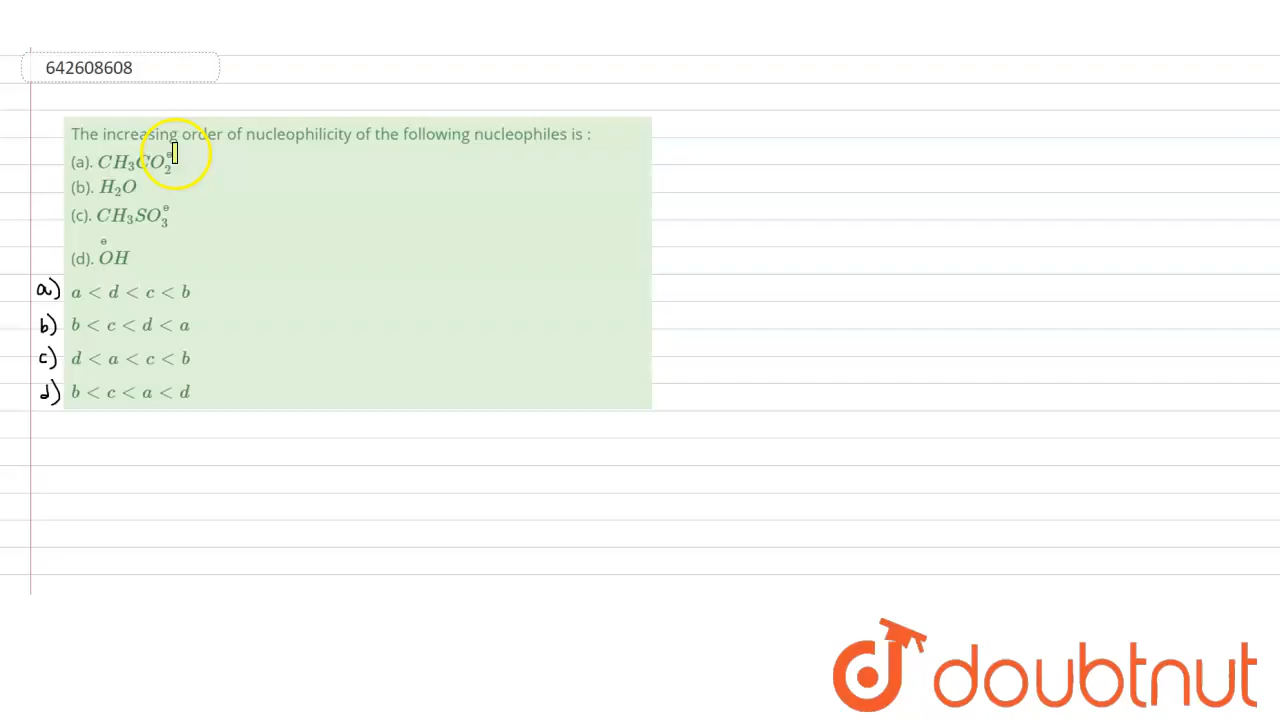 642608608
The increasing order of nucleophilicity of the following nucleophiles is :
(a). CH₃CO₂^⊖
(b). H₂O
(c). CH₃SO₃^⊖
⊖
(d). OH
a) a < d < c < b
b) b < c < d < a
c) d < a < c < b
d) b < c < a < d
doubtnut